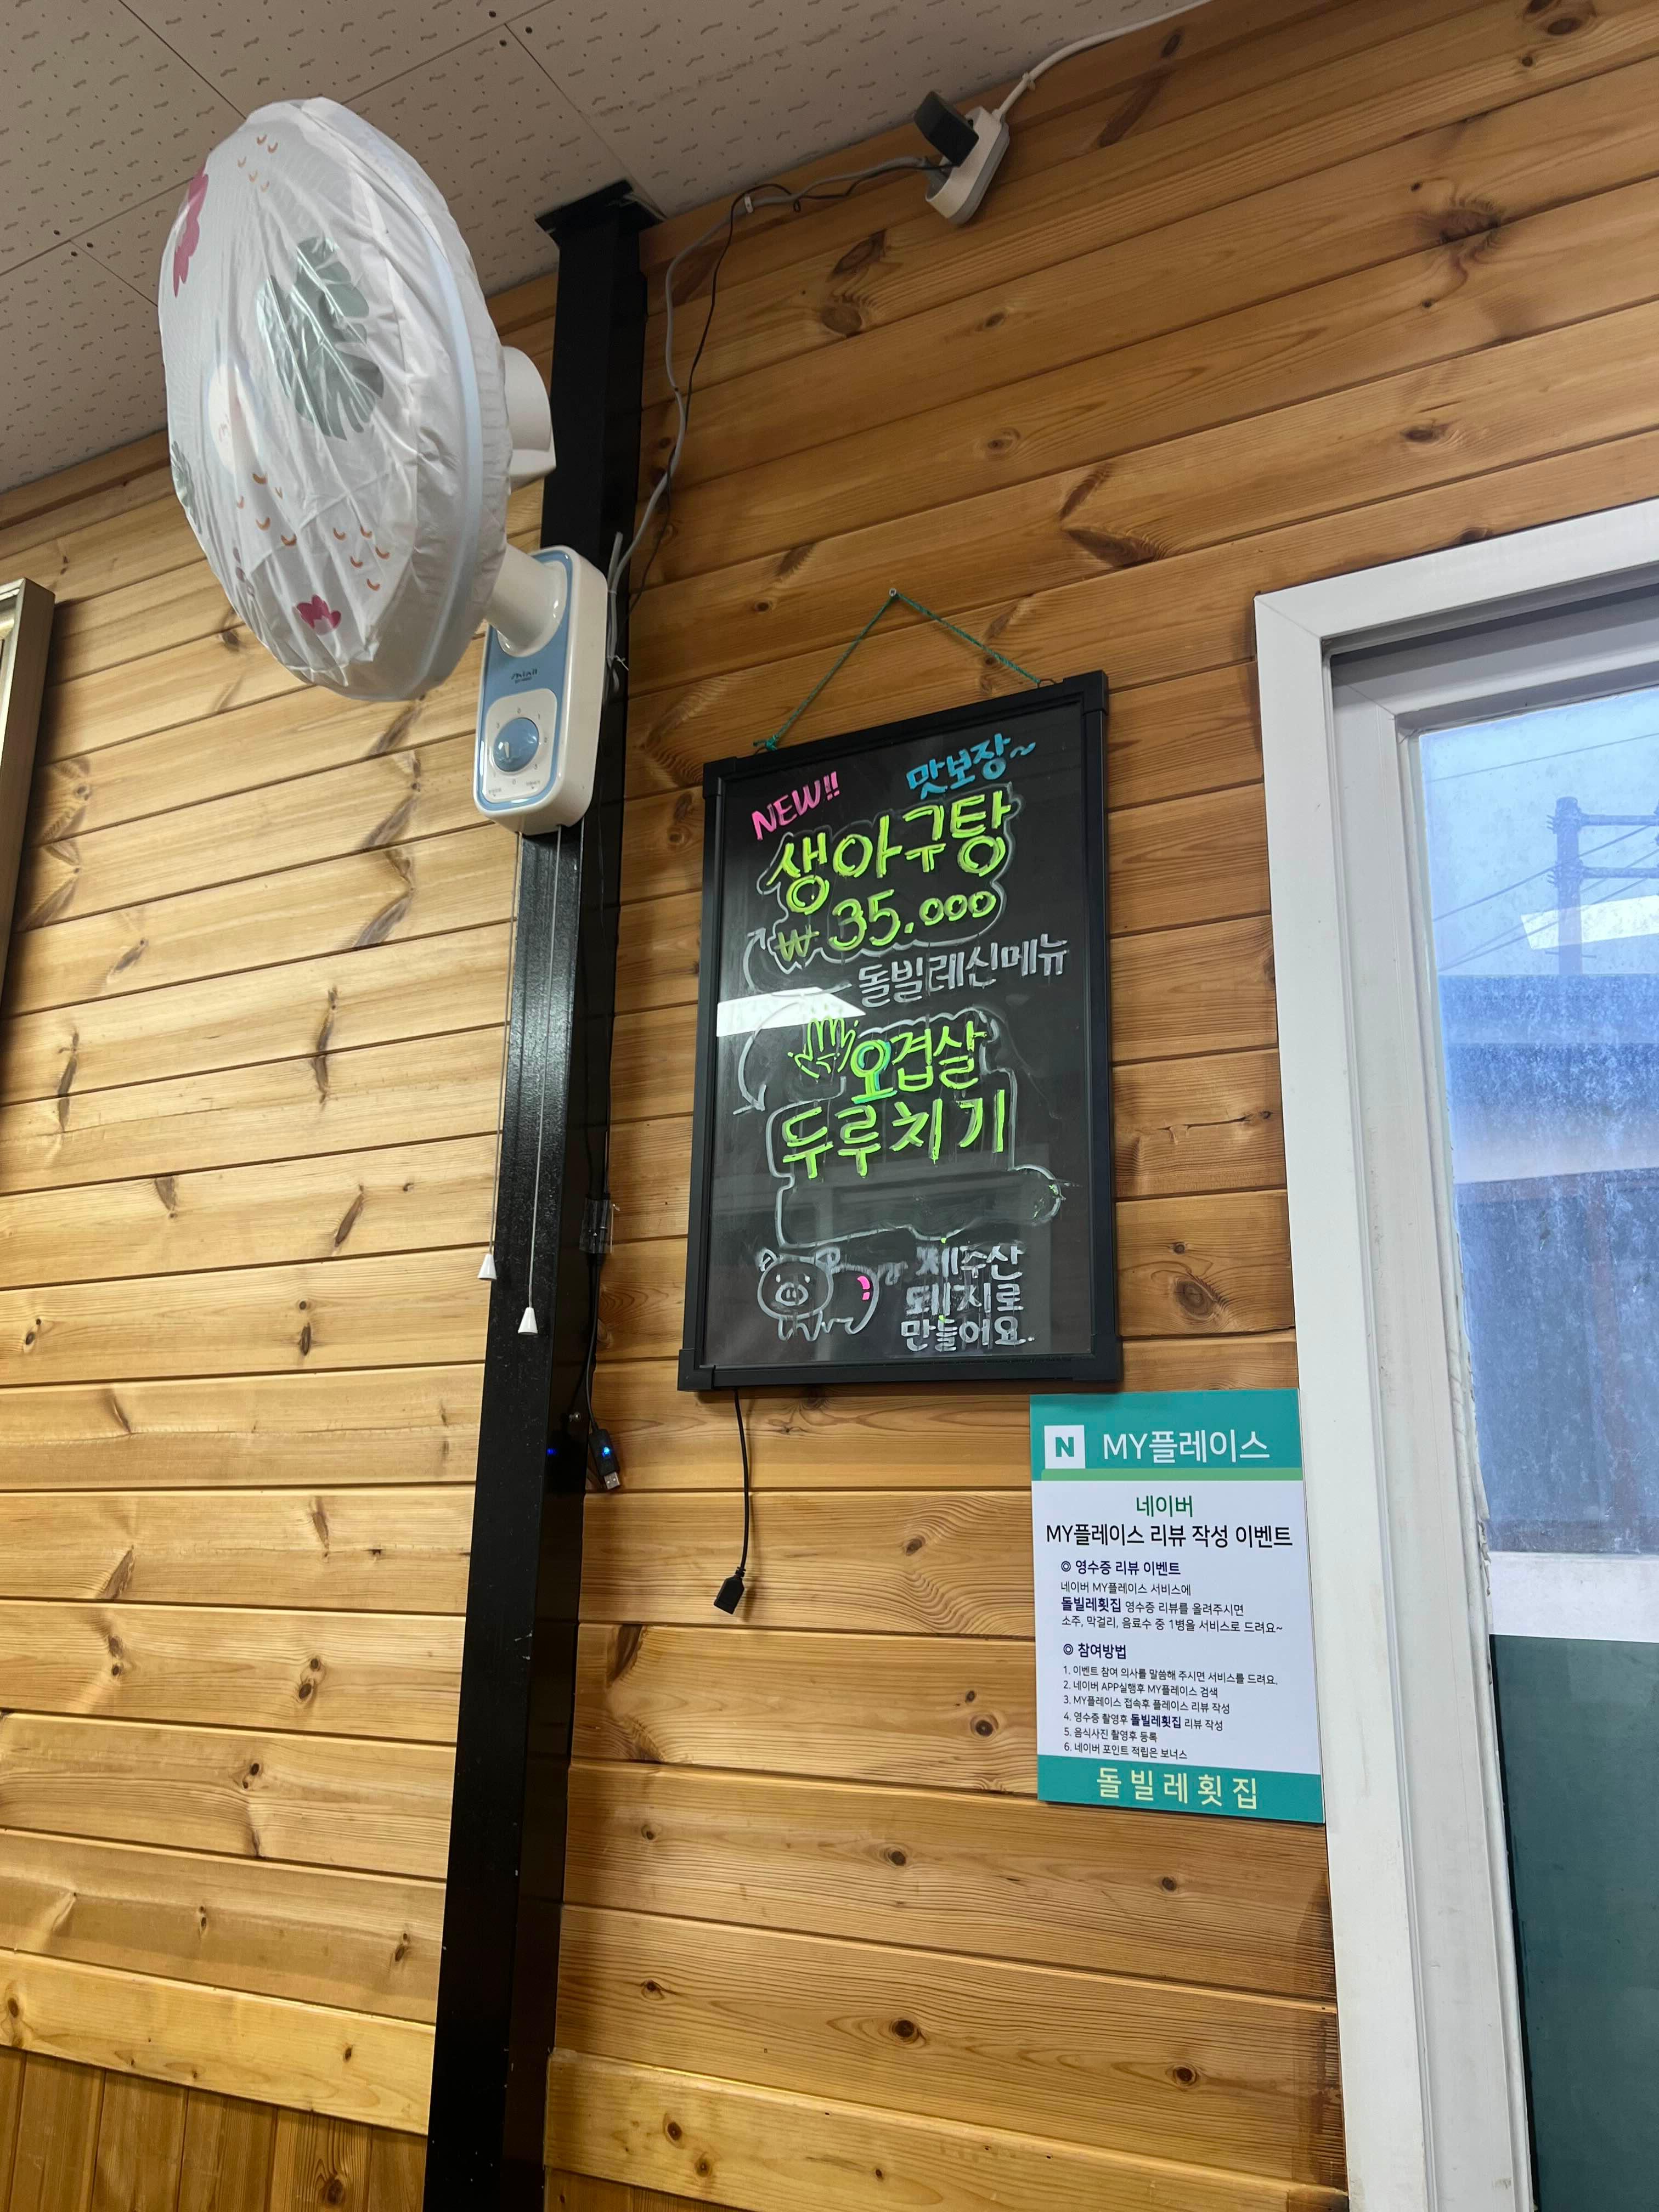 NEW!!
맛보장~
생아구탕
₩35.000
돌빌레신메뉴
오겹살
두루치기
제주산
돼지로
만들어요.
N MY플레이스
네이버
MY플레이스 리뷰 작성 이벤트
◎ 영수증 리뷰 이벤트
네이버 MY플레이스 서비스에
돌빌레횟집 영수증 리뷰를 올려주시면
소주, 막걸리, 음료수 중 1병을 서비스로 드려요~
◎ 참여방법
1. 이벤트 참여 의사를 말씀해 주시면 서비스를 드려요.
2. 네이버 APP실행후 MY플레이스 검색
3. MY플레이스 접속후 플레이스 리뷰 작성
4. 영수증 촬영후 돌빌레횟집 리뷰 작성
5. 음식사진 촬영후 등록
6. 네이버 포인트 적립은 보너스
돌빌레횟집